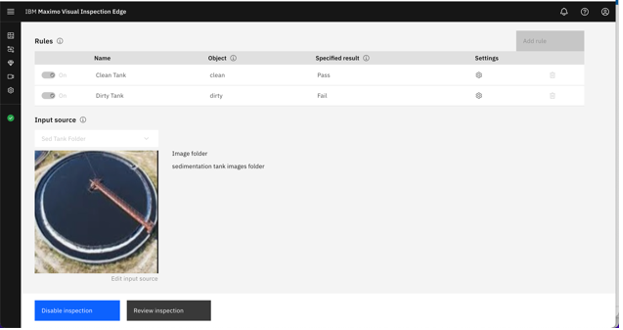 IBM Maximo Visual Inspection Edge
Rules
Add rule
Name Object Specified result Settings
On Clean Tank clean Pass
On Dirty Tank dirty Fail
Input source
Sed Tank Folder
Image folder
sedimentation tank images folder
Edit input source
Disable inspection Review inspection